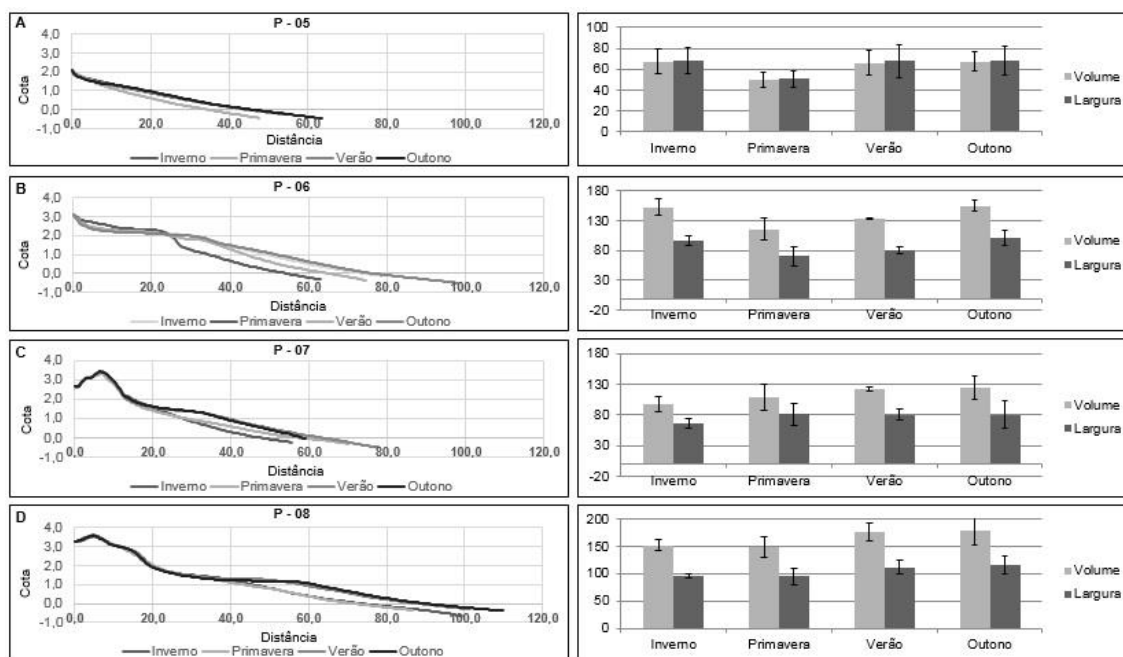 A P - 05
4,0
3,0
2,0
1,0
0,0
-1,0
Cota
0,0 20,0 40,0 60,0 80,0 100,0 120,0
Distância
Inverno Primavera Verão Outono
100
80
60
40
20
0
Inverno Primavera Verão Outono
Volume
Largura
B P - 06
4,0
3,0
2,0
1,0
0,0
-1,0
Cota
0,0 20,0 40,0 60,0 80,0 100,0 120,0
Distância
Inverno Primavera Verão Outono
180
130
80
30
-20
Inverno Primavera Verão Outono
Volume
Largura
C P - 07
4,0
3,0
2,0
1,0
0,0
-1,0
Cota
0,0 20,0 40,0 60,0 80,0 100,0 120,0
Distância
Inverno Primavera Verão Outono
180
130
80
30
-20
Inverno Primavera Verão Outono
Volume
Largura
D P - 08
4,0
3,0
2,0
1,0
0,0
-1,0
Cota
0,0 20,0 40,0 60,0 80,0 100,0 120,0
Distância
Inverno Primavera Verão Outono
200
150
100
50
0
Inverno Primavera Verão Outono
Volume
Largura